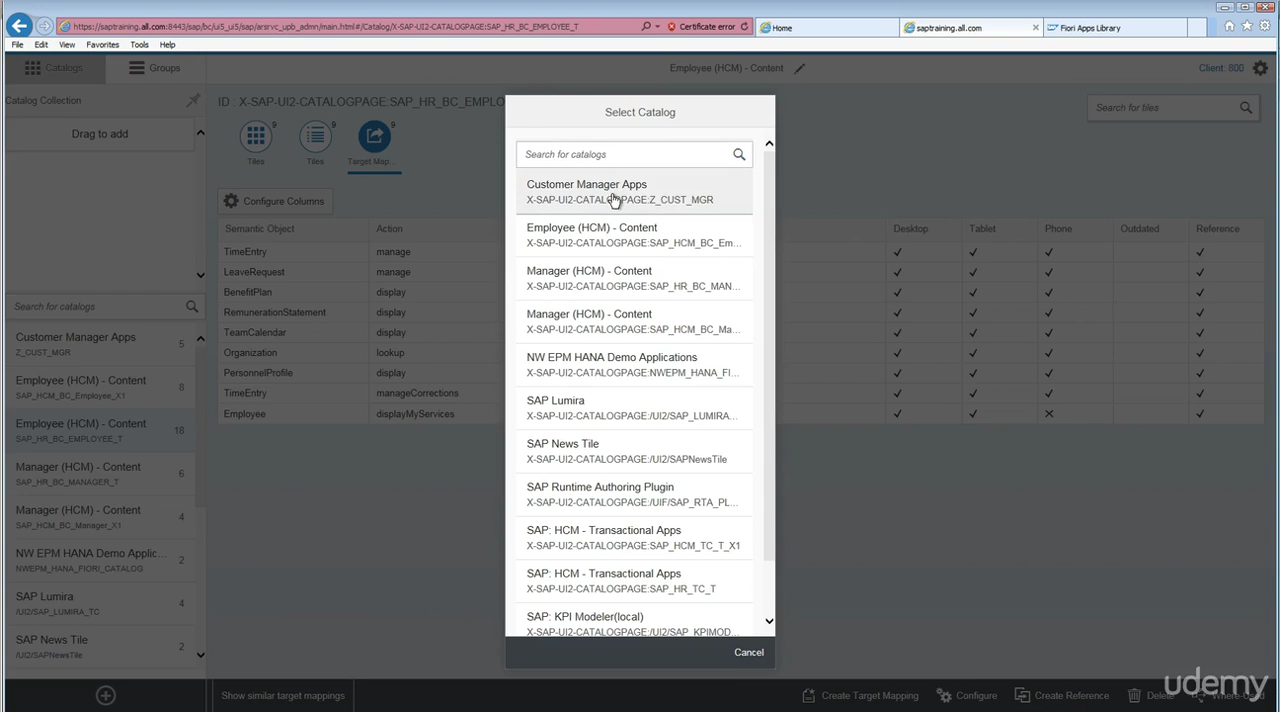 https://saptraining.all.com:8443/sap/bc/ui5_ui5/sap/arsrvc_upb_admn/main.html#/Catalog/X-SAP-UI2-CATALOGPAGE:SAP_HR_BC_EMPLOYEE_T
Certificate error
Home
saptraining.all.com
Fiori Apps Library
File Edit View Favorites Tools Help
Catalogs
Groups
Employee (HCM) - Content
Client: 800
Catalog Collection
ID : X-SAP-UI2-CATALOGPAGE:SAP_HR_BC_EMPLO
Search for tiles
Drag to add
9
Tiles
9
Tiles
9
Target Map...
Configure Columns
Semantic Object Action Desktop Tablet Phone Outdated Reference
TimeEntry manage
LeaveRequest manage
BenefitPlan display
RemunerationStatement display
TeamCalendar display
Organization lookup
PersonnelProfile display
TimeEntry manageCorrections
Employee displayMyServices
Search for catalogs
Customer Manager Apps 5
Z_CUST_MGR
Employee (HCM) - Content 8
SAP_HCM_BC_Employee_X1
Employee (HCM) - Content 18
SAP_HR_BC_EMPLOYEE_T
Manager (HCM) - Content 6
SAP_HR_BC_MANAGER_T
Manager (HCM) - Content 4
SAP_HCM_BC_Manager_X1
NW EPM HANA Demo Applic... 2
NWEPM_HANA_FIORI_CATALOG
SAP Lumira 4
/UI2/SAP_LUMIRA_TC
SAP News Tile 2
/UI2/SAPNewsTile
Select Catalog
Search for catalogs
Customer Manager Apps
X-SAP-UI2-CATALOGPAGE:Z_CUST_MGR
Employee (HCM) - Content
X-SAP-UI2-CATALOGPAGE:SAP_HCM_BC_Em...
Manager (HCM) - Content
X-SAP-UI2-CATALOGPAGE:SAP_HR_BC_MAN...
Manager (HCM) - Content
X-SAP-UI2-CATALOGPAGE:SAP_HCM_BC_Ma...
NW EPM HANA Demo Applications
X-SAP-UI2-CATALOGPAGE:NWEPM_HANA_FI...
SAP Lumira
X-SAP-UI2-CATALOGPAGE:/UI2/SAP_LUMIRA...
SAP News Tile
X-SAP-UI2-CATALOGPAGE:/UI2/SAPNewsTile
SAP Runtime Authoring Plugin
X-SAP-UI2-CATALOGPAGE:/UIF/SAP_RTA_PL...
SAP: HCM - Transactional Apps
X-SAP-UI2-CATALOGPAGE:SAP_HCM_TC_T_X1
SAP: HCM - Transactional Apps
X-SAP-UI2-CATALOGPAGE:SAP_HR_TC_T
SAP: KPI Modeler(local)
X-SAP-UI2-CATALOGPAGE:/UI2/SAP_KPIMOD...
Cancel
Show similar target mappings
Create Target Mapping
Configure
Create Reference
Delete
Where-Used
udemy